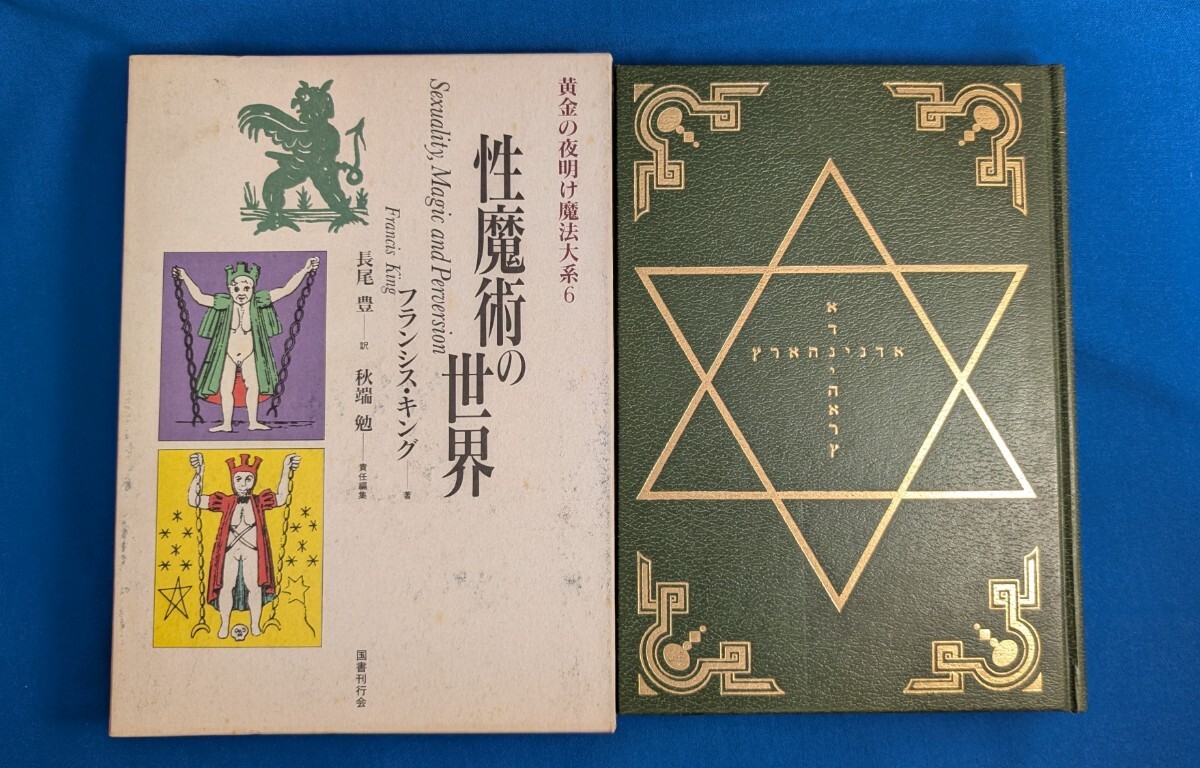 黄金の夜明け魔法大系6
性魔術の世界
Sexuality, Magic and Perversion
フランシス・キング──著
Francis King
長尾 豊──訳 秋端 勉──責任編集
国書刊行会
אדניהארץ
אדניהארץ